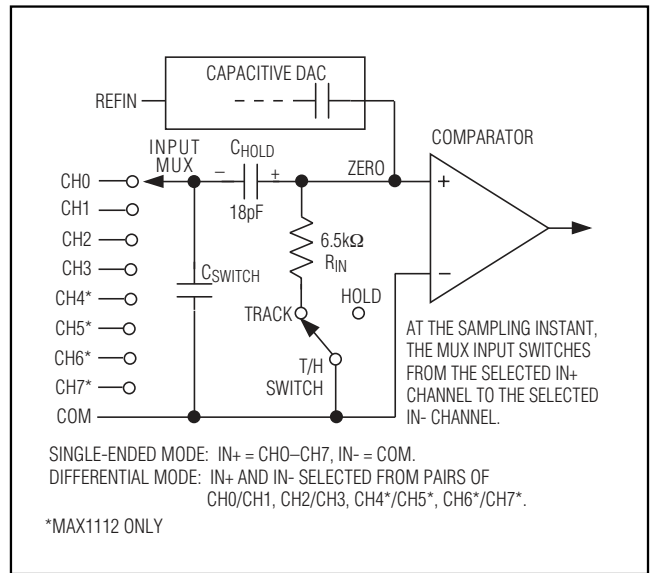 CAPACITIVE DAC
REFIN
COMPARATOR
INPUT
MUX
CHOLD
ZERO
– +
+
CH0
18pF
CH1
6.5kΩ
RIN
CH2
–
CH3
CSWITCH
HOLD
CH4*
TRACK
CH5*
CH6*
T/H
SWITCH
CH7*
COM
AT THE SAMPLING INSTANT,
THE MUX INPUT SWITCHES
FROM THE SELECTED IN+
CHANNEL TO THE SELECTED
IN- CHANNEL.
SINGLE-ENDED MODE: IN+ = CHO–CH7, IN- = COM.
DIFFERENTIAL MODE: IN+ AND IN- SELECTED FROM PAIRS OF
CH0/CH1, CH2/CH3, CH4*/CH5*, CH6*/CH7*.
*MAX1112 ONLY